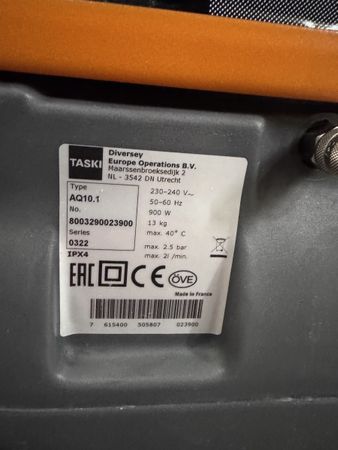 TASKI
Diversey
Europe Operations B.V.
Maarssenbroeksedijk 2
NL - 3542 DN Utrecht
Type
AQ10.1
No.
8003290023900
Series
0322
IPX4
230-240 V~
50-60 Hz
900 W
13 kg
max. 40° C
max. 2.5 bar
max. 2l /min.
EAC CE ÖVE
Made in France
7 615400 505807 023900